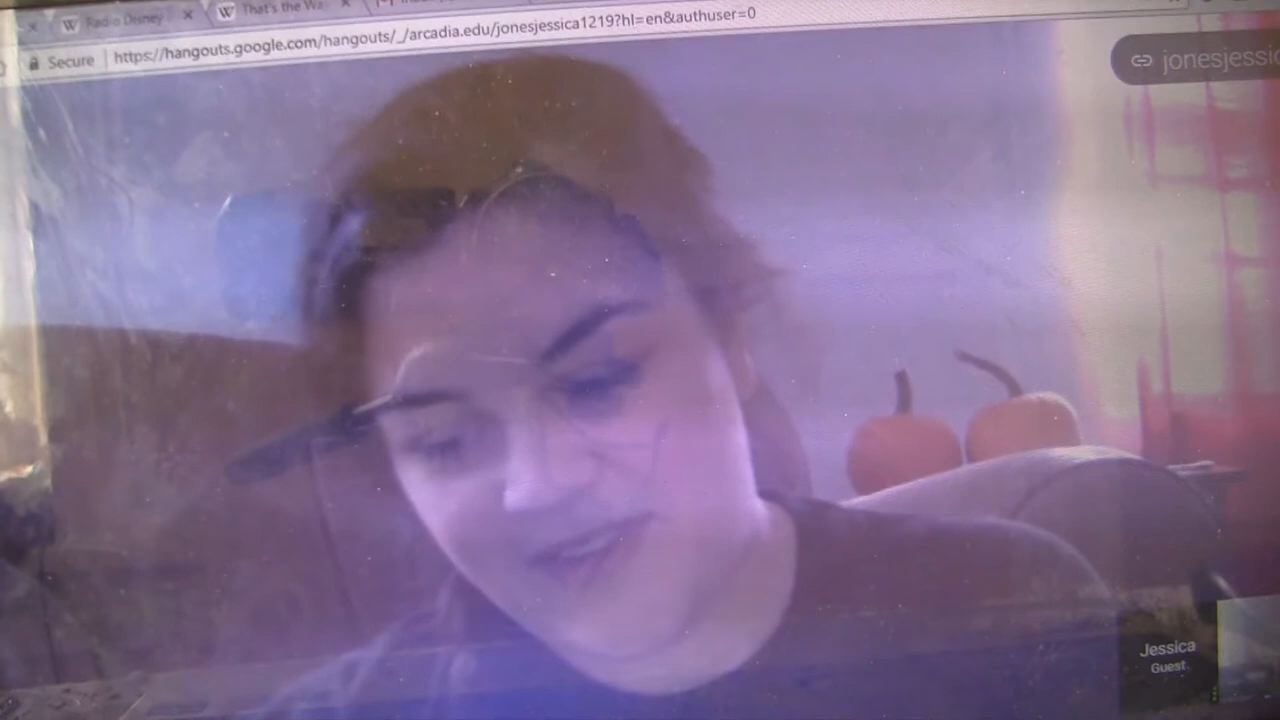 Radio Disney
That's the Wa
Secure
https://hangouts.google.com/hangouts/_/arcadia.edu/jonesjessica1219?hl=en&authuser=0
jonesjessic
Jessica
Guest